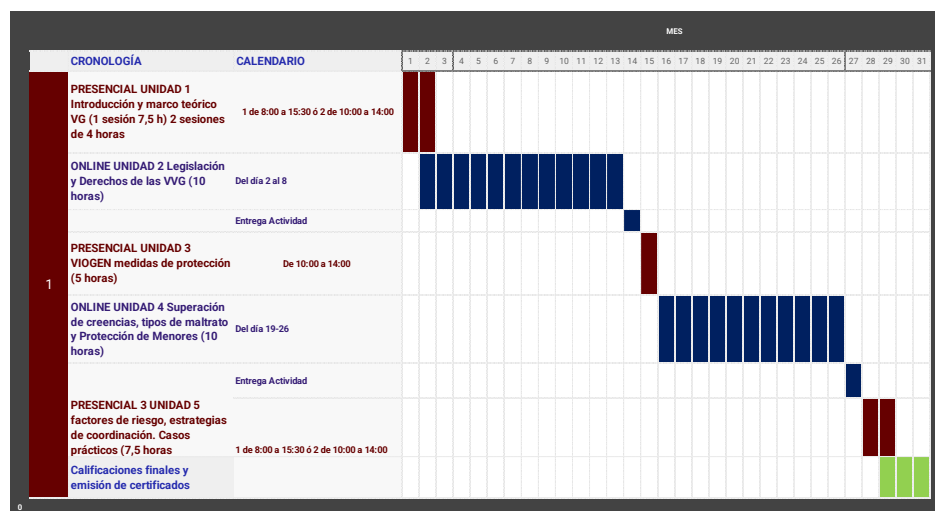 MES
CRONOLOGÍA CALENDARIO 1 2 3 4 5 6 7 8 9 10 11 12 13 14 15 16 17 18 19 20 21 22 23 24 25 26 27 28 29 30 31
1
PRESENCIAL UNIDAD 1
Introducción y marco teórico
VG (1 sesión 7,5 h) 2 sesiones
de 4 horas
1 de 8:00 a 15:30 ó 2 de 10:00 a 14:00
ONLINE UNIDAD 2 Legislación
y Derechos de las VVG (10
horas)
Del día 2 al 8
Entrega Actividad
PRESENCIAL UNIDAD 3
VIOGEN medidas de protección
(5 horas)
De 10:00 a 14:00
ONLINE UNIDAD 4 Superación
de creencias, tipos de maltrato
y Protección de Menores (10
horas)
Del día 19-26
Entrega Actividad
PRESENCIAL 3 UNIDAD 5
factores de riesgo, estrategias
de coordinación. Casos
prácticos (7,5 horas
1 de 8:00 a 15:30 ó 2 de 10:00 a 14:00
Calificaciones finales y
emisión de certificados
0